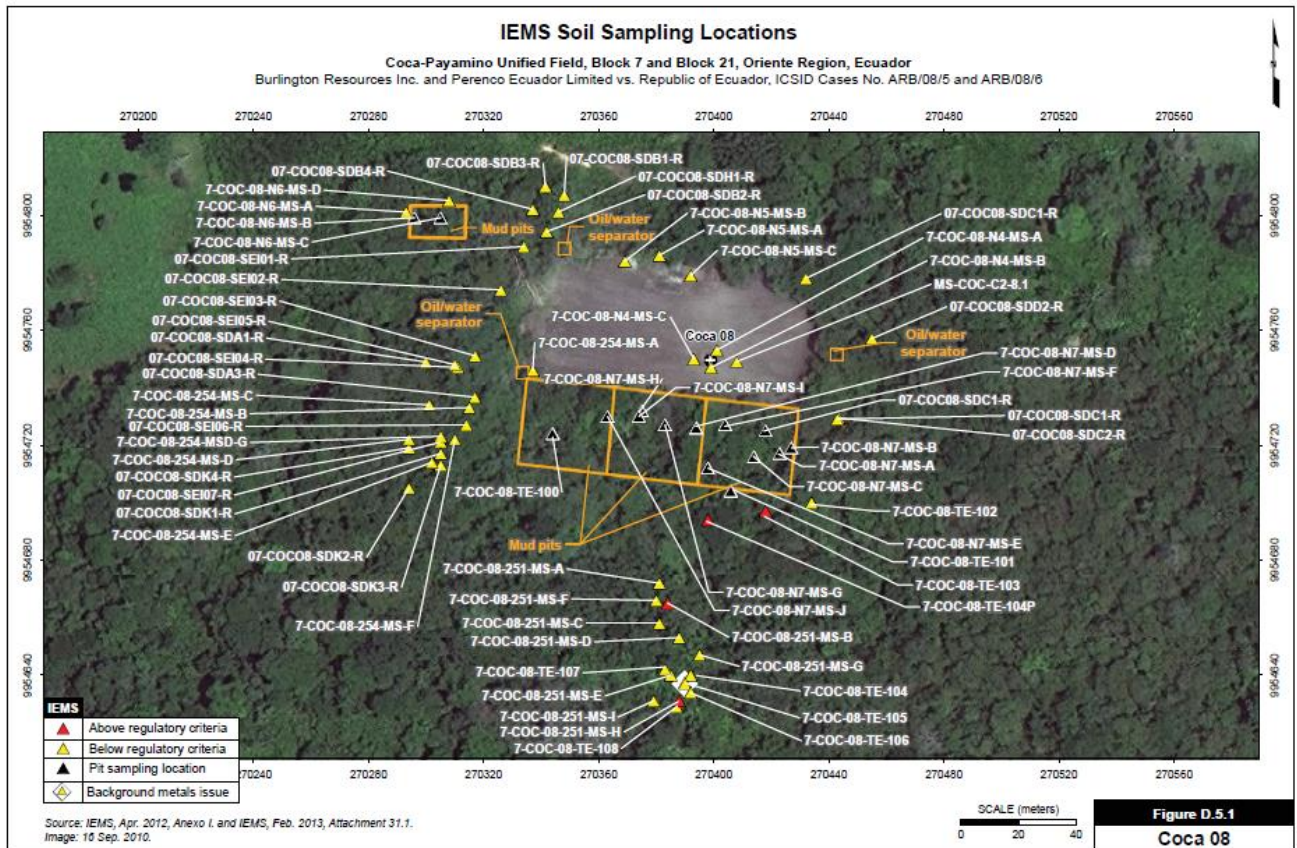 IEMS Soil Sampling Locations
Coca-Payamino Unified Field, Block 7 and Block 21, Oriente Region, Ecuador
Burlington Resources Inc. and Perenco Ecuador Limited vs. Republic of Ecuador, ICSID Cases No. ARB/08/5 and ARB/08/6
270200 270240 270280 270320 270360 270400 270440 270480 270520 270560
07-COC08-SDB3-R
07-COC08-SDB1-R
07-COC08-SDB4-R
07-COCO8-SDH1-R
7-COC-08-N6-MS-D
07-COC08-SDB2-R
7-COC-08-N6-MS-A
7-COC-08-N5-MS-B
07-COC08-SDC1-R
9954800
7-COC-08-N6-MS-B
Mud pits
Oil/water
separator
7-COC-08-N5-MS-A
7-COC-08-N4-MS-A
9954800
7-COC-08-N6-MS-C
7-COC-08-N5-MS-C
07-COC08-SEI01-R
7-COC-08-N4-MS-B
07-COC08-SEI02-R
MS-COC-C2-8.1
07-COC08-SEI03-R
Oil/water
separator
07-COC08-SDD2-R
07-COC08-SEI05-R
7-COC-08-N4-MS-C
9954760
07-COC08-SDA1-R
Coca 08
Oil/water
separator
9954760
07-COC08-SEI04-R
7-COC-08-254-MS-A
7-COC-08-N7-MS-D
07-COC08-SDA3-R
7-COC-08-N7-MS-H
7-COC-08-N7-MS-I
7-COC-08-N7-MS-F
7-COC-08-254-MS-C
07-COC08-SDC1-R
7-COC-08-254-MS-B
07-COC08-SDC1-R
07-COC08-SEI06-R
07-COC08-SDC2-R
9954720
7-COC-08-254-MSD-G
7-COC-08-N7-MS-B
9954720
7-COC-08-254-MS-D
7-COC-08-N7-MS-A
07-COCO8-SDK4-R
7-COC-08-N7-MS-C
07-COC08-SEI07-R
7-COC-08-TE-100
07-COCO8-SDK1-R
7-COC-08-TE-102
7-COC-08-254-MS-E
7-COC-08-N7-MS-E
Mud pits
07-COCO8-SDK2-R
7-COC-08-TE-101
9954680
7-COC-08-251-MS-A
9954680
07-COCO8-SDK3-R
7-COC-08-TE-103
7-COC-08-N7-MS-G
7-COC-08-251-MS-F
7-COC-08-TE-104P
7-COC-08-N7-MS-J
7-COC-08-254-MS-F
7-COC-08-251-MS-C
7-COC-08-251-MS-B
7-COC-08-251-MS-D
7-COC-08-251-MS-G
9954640
7-COC-08-TE-107
7-COC-08-TE-104
9954640
7-COC-08-251-MS-E
7-COC-08-251-MS-I
7-COC-08-TE-105
7-COC-08-251-MS-H
7-COC-08-TE-106
7-COC-08-TE-108
IEMS
Above regulatory criteria
Below regulatory criteria
Pit sampling location
Background metals issue
270240 270280 270320 270360 270400 270440 270480 270520 270560
Source: IEMS, Apr. 2012, Anexo I. and IEMS, Feb. 2013, Attachment 31.1.
Image: 16 Sep. 2010.
SCALE (meters)
0 20 40
Figure D.5.1
Coca 08